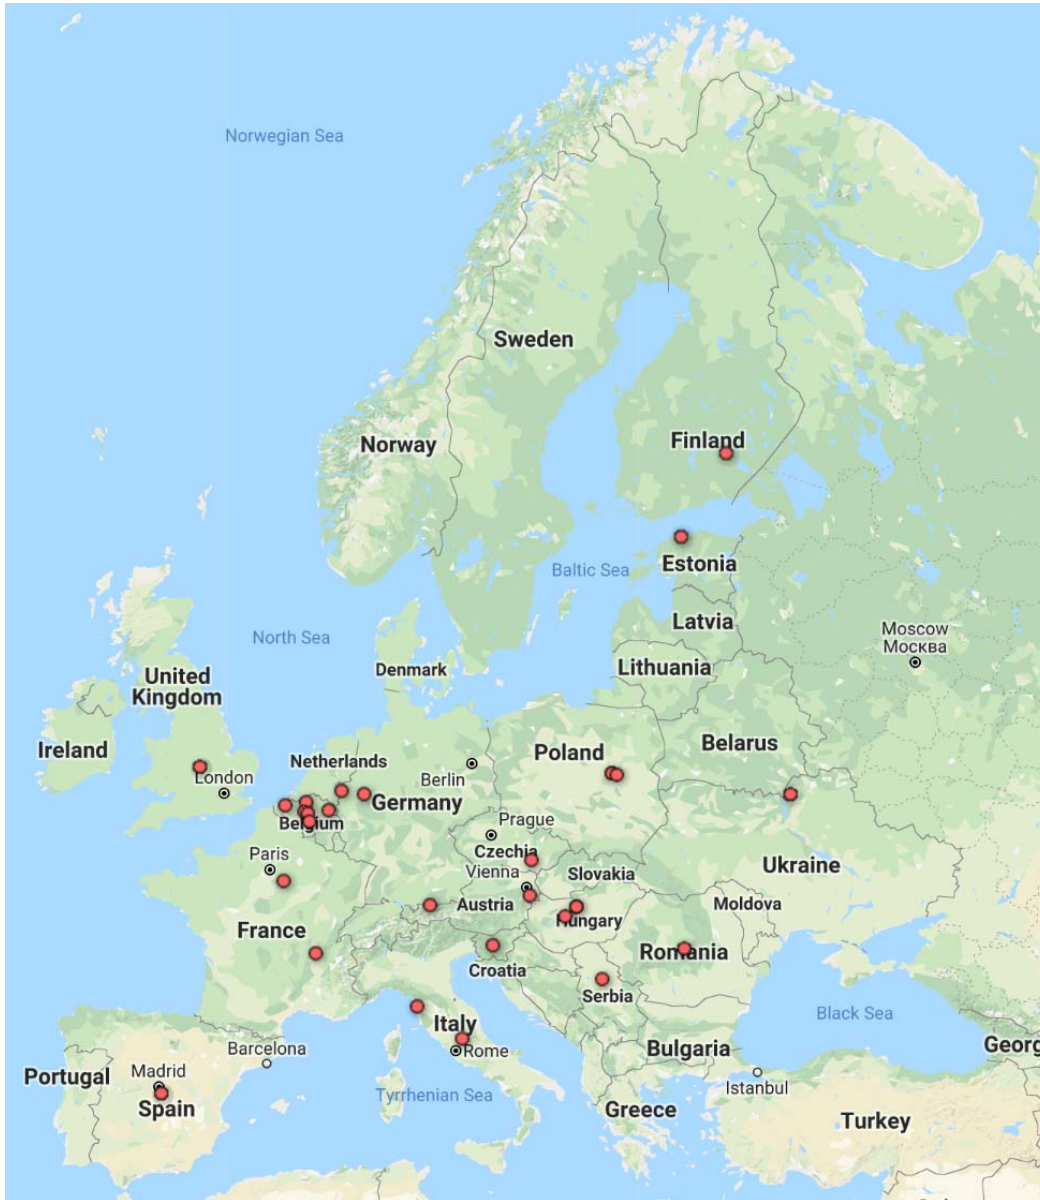 Norwegian Sea
Sweden
Norway
Finland
Estonia
Baltic Sea
Latvia
North Sea
Moscow
Москва
Denmark
Lithuania
United
Kingdom
Ireland
Belarus
Poland
Netherlands
Berlin
London
Germany
Belgium
Prague
Paris
Czechia
Ukraine
Vienna
Slovakia
Austria
Moldova
Hungary
France
Romania
Croatia
Serbia
Black Sea
Italy
Georg
Barcelona
Rome
Bulgaria
Portugal
Madrid
Istanbul
Tyrrhenian Sea
Spain
Greece
Turkey